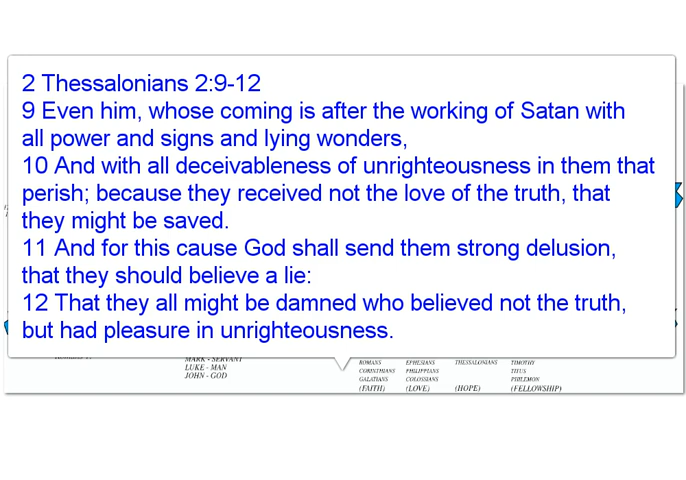 2 Thessalonians 2:9-12
9 Even him, whose coming is after the working of Satan with
all power and signs and lying wonders,
10 And with all deceivableness of unrighteousness in them that
perish; because they received not the love of the truth, that
they might be saved.
11 And for this cause God shall send them strong delusion,
that they should believe a lie:
12 That they all might be damned who believed not the truth,
but had pleasure in unrighteousness.
MARK - SERVANT
LUKE - MAN
JOHN - GOD
ROMANS EPHESIANS THESSALONIANS TIMOTHY
CORINTHIANS PHILIPPIANS TITUS
GALATIANS COLOSSIANS PHILEMON
(FAITH) (LOVE) (HOPE) (FELLOWSHIP)